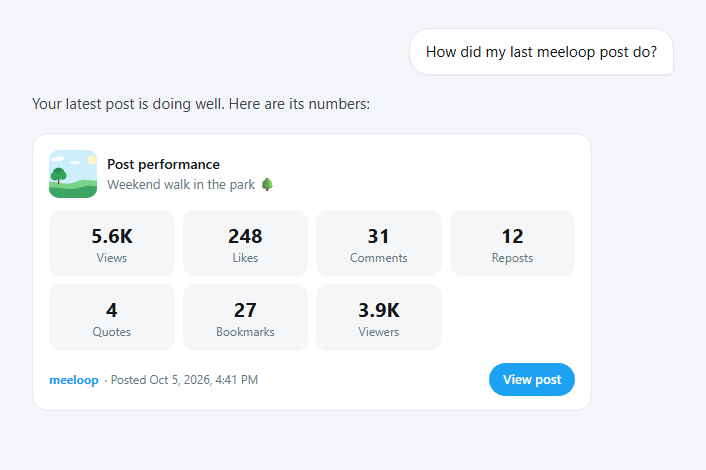 How did my last meeloop post do?
Your latest post is doing well. Here are its numbers:
Post performance
Weekend walk in the park 🌳
5.6K 248 31 12
Views Likes Comments Reposts
4 27 3.9K
Quotes Bookmarks Viewers
meeloop · Posted Oct 5, 2026, 4:41 PM View post